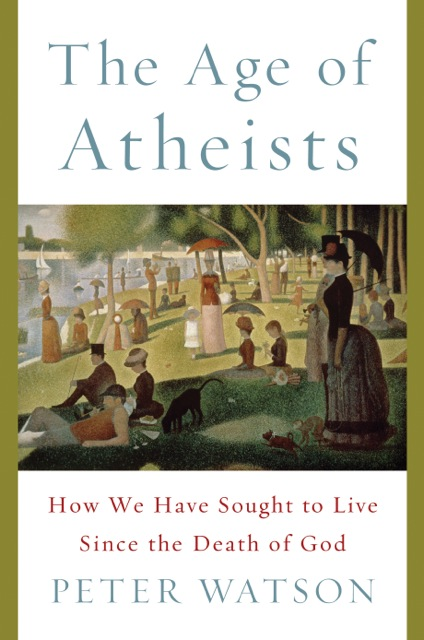 The Age of
Atheists
How We Have Sought to Live
Since the Death of God
PETER WATSON